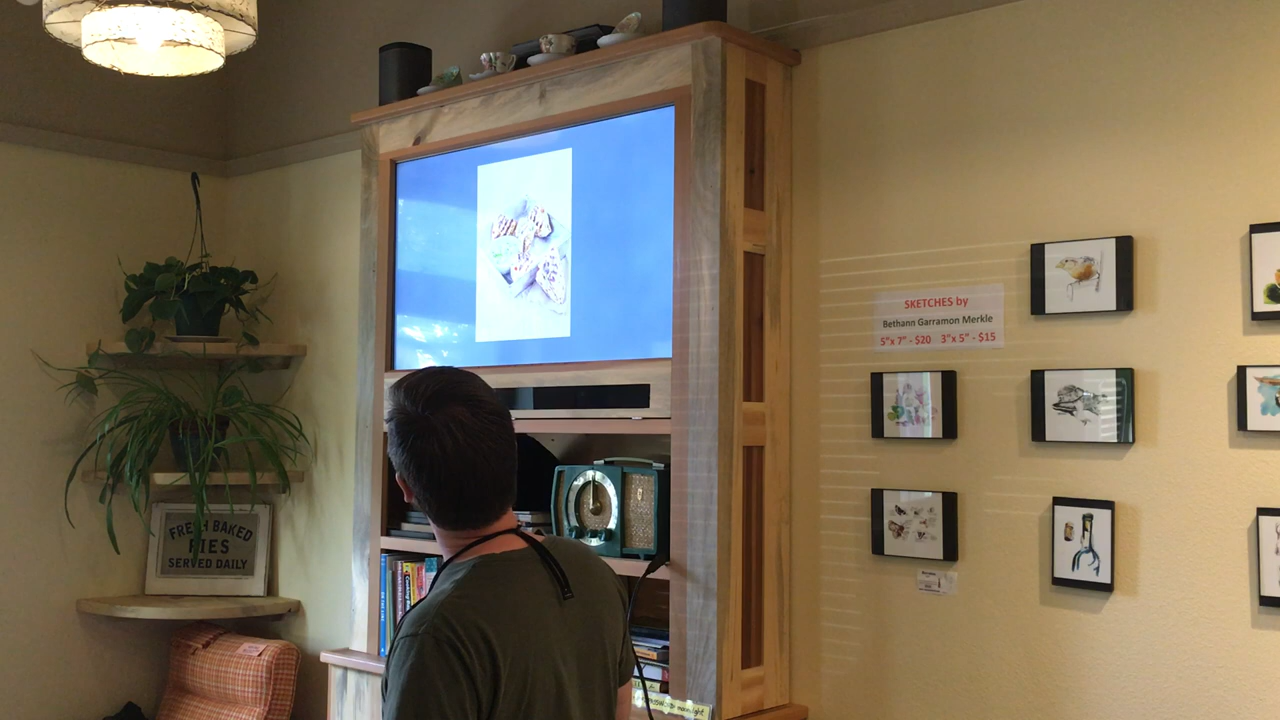 FRESH BAKED
PIES
SERVED DAILY
SKETCHES by
Bethann Garramon Merkle
5"x 7" - $20 3"x 5" - $15